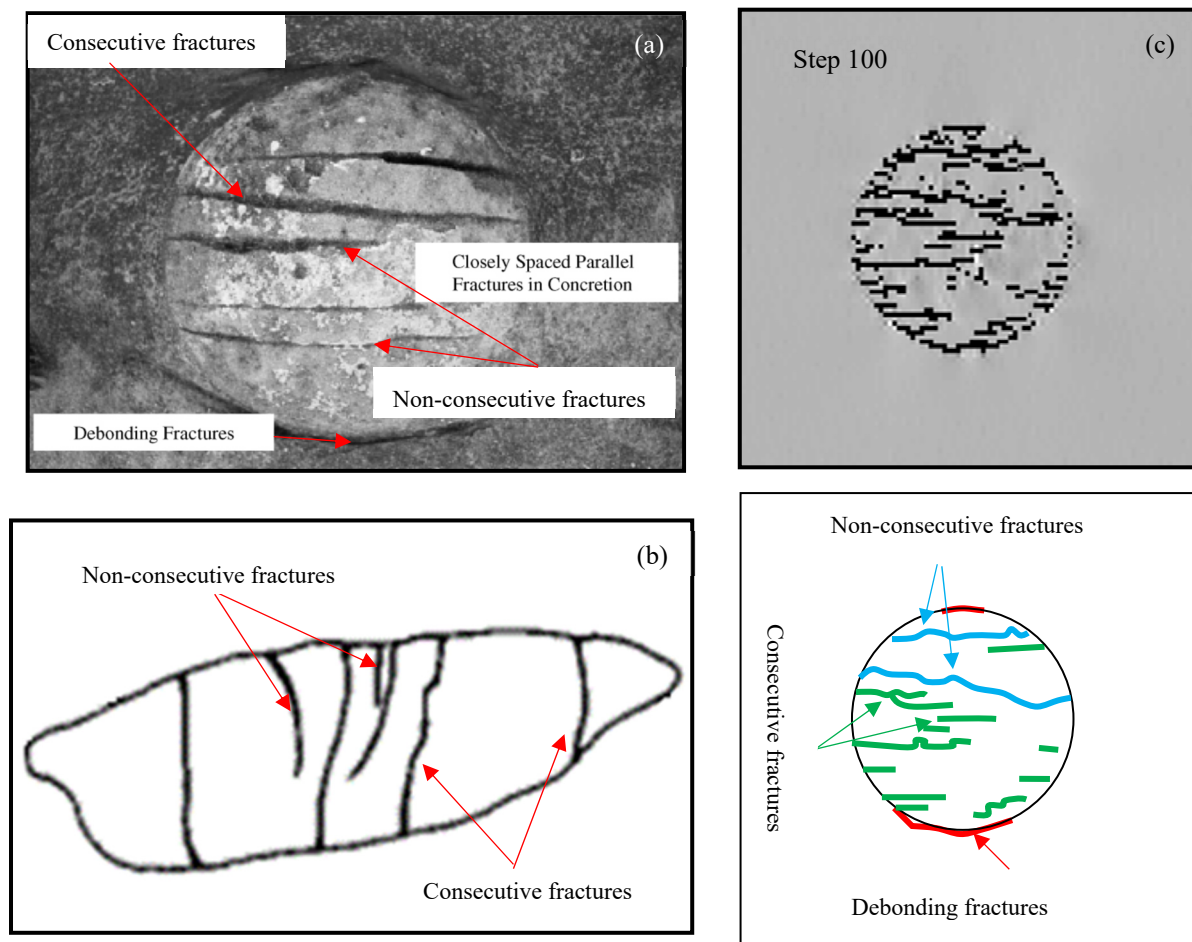 Consecutive fractures
(a)
Closely Spaced Parallel
Fractures in Concretion
Non-consecutive fractures
Debonding Fractures
Step 100
(c)
(b)
Non-consecutive fractures
Consecutive fractures
Non-consecutive fractures
Consecutive fractures
Debonding fractures